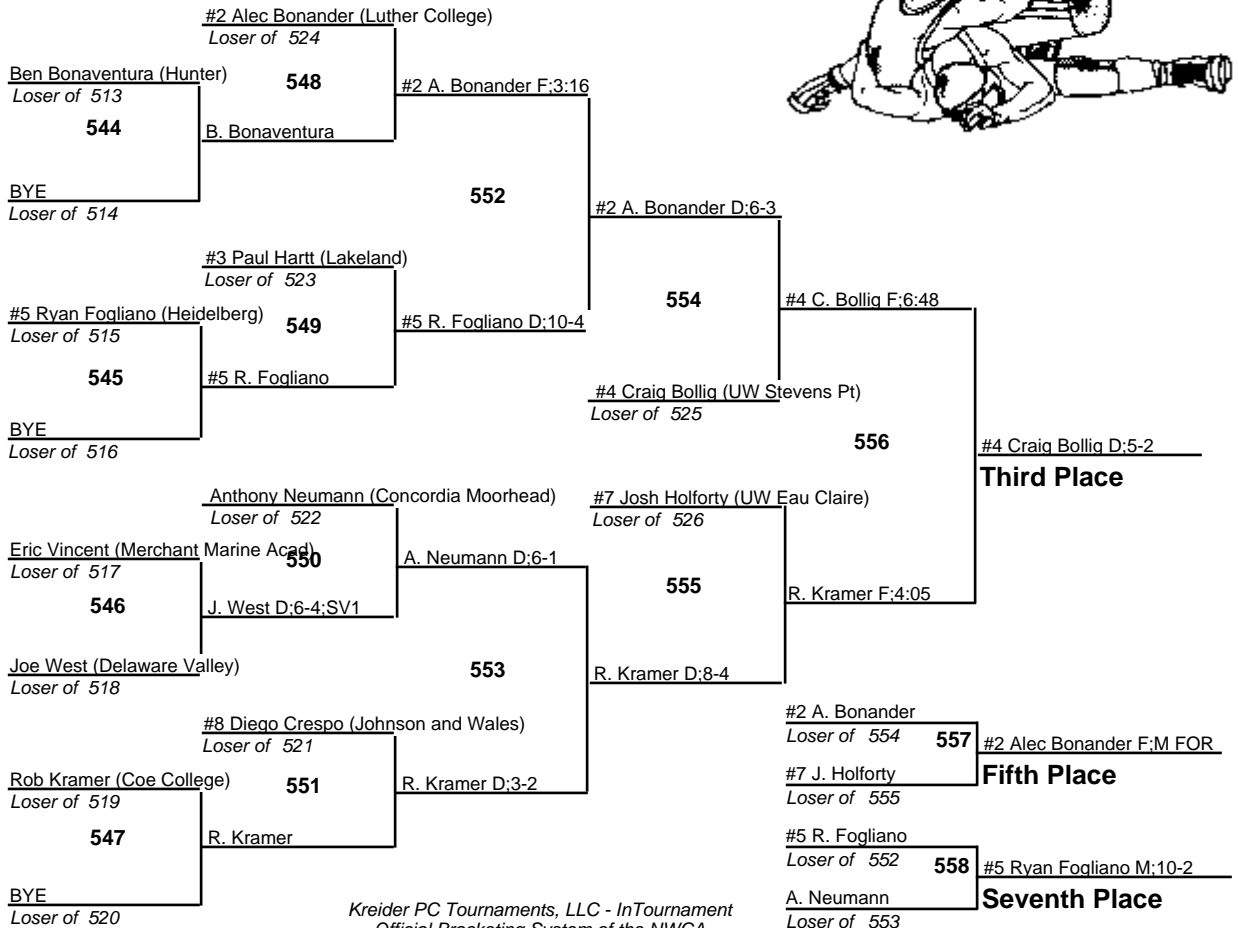 #2 Alec Bonander (Luther College)
Loser of 524
Ben Bonaventura (Hunter)
Loser of 513
548
#2 A. Bonander F;3:16
544
B. Bonaventura
BYE
Loser of 514
552
#2 A. Bonander D;6-3
#3 Paul Hartt (Lakeland)
Loser of 523
#5 Ryan Fogliano (Heidelberg)
Loser of 515
549
#5 R. Fogliano D;10-4
554
#4 C. Bollig F;6:48
545
#5 R. Fogliano
#4 Craig Bollig (UW Stevens Pt)
Loser of 525
BYE
Loser of 516
556
#4 Craig Bollig D;5-2
Third Place
Anthony Neumann (Concordia Moorhead)
Loser of 522
#7 Josh Holforty (UW Eau Claire)
Loser of 526
Eric Vincent (Merchant Marine Acad)
Loser of 517
550
A. Neumann D;6-1
555
R. Kramer F;4:05
546
J. West D;6-4;SV1
Joe West (Delaware Valley)
Loser of 518
553
R. Kramer D;8-4
#8 Diego Crespo (Johnson and Wales)
Loser of 521
#2 A. Bonander
Loser of 554
557
#2 Alec Bonander F;M FOR
Fifth Place
#7 J. Holforty
Loser of 555
Rob Kramer (Coe College)
Loser of 519
551
R. Kramer D;3-2
547
R. Kramer
#5 R. Fogliano
Loser of 552
558
#5 Ryan Fogliano M;10-2
Seventh Place
A. Neumann
Loser of 553
BYE
Loser of 520
Kreider PC Tournaments, LLC - InTournament
Official Bracketing System of the NWCA